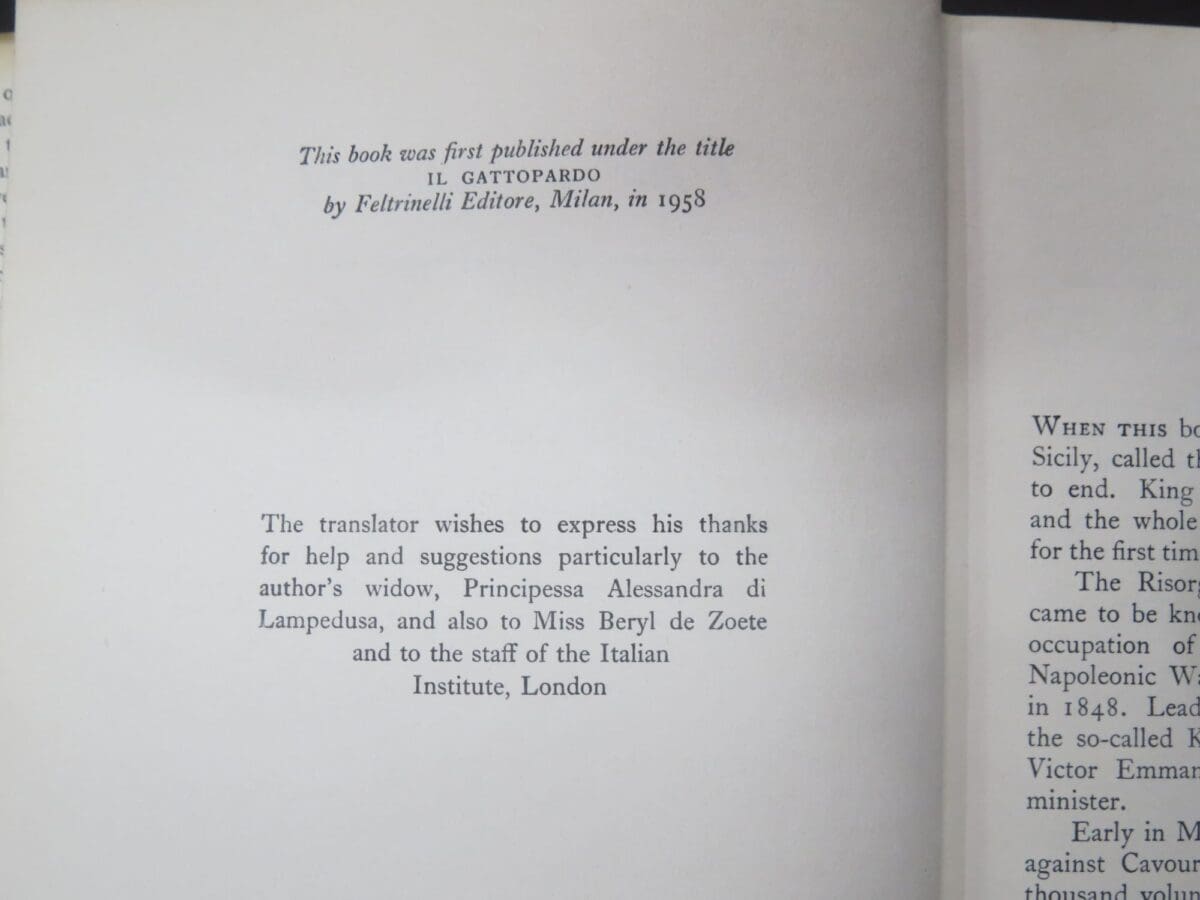 This book was first published under the title
IL GATTOPARDO
by Feltrinelli Editore, Milan, in 1958
The translator wishes to express his thanks
for help and suggestions particularly to the
author's widow, Principessa Alessandra di
Lampedusa, and also to Miss Beryl de Zoete
and to the staff of the Italian
Institute, London
WHEN THIS
Sicily, called
to end. King
and the whole
for the first
The
came to be
occupation of
Napoleonic
in 1848.
the so-called
Victor
minister.
Early in
against Cavour
thousand